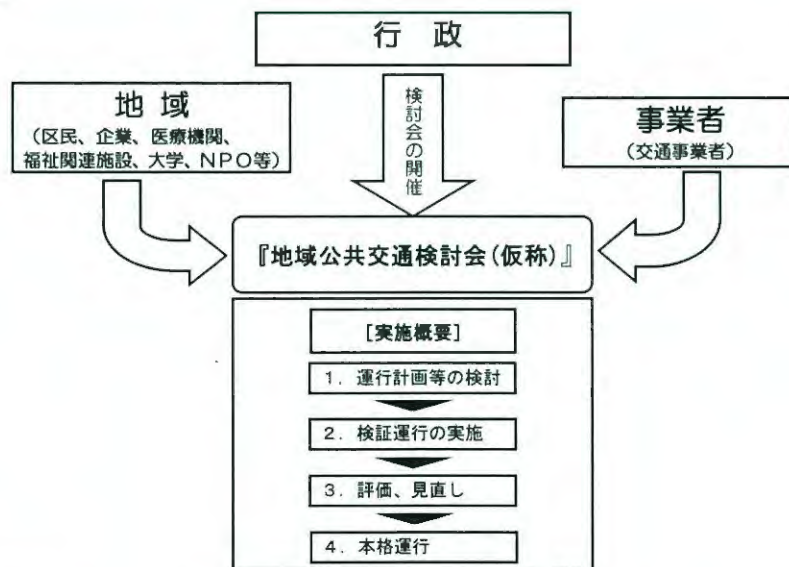 行 政
地 域
(区民、企業、医療機関、
福祉関連施設、大学、NPO等)
検討会の開催
事業者
(交通事業者)
『地域公共交通検討会(仮称)』
[実施概要]
1. 運行計画等の検討
2. 検証運行の実施
3. 評価、見直し
4. 本格運行